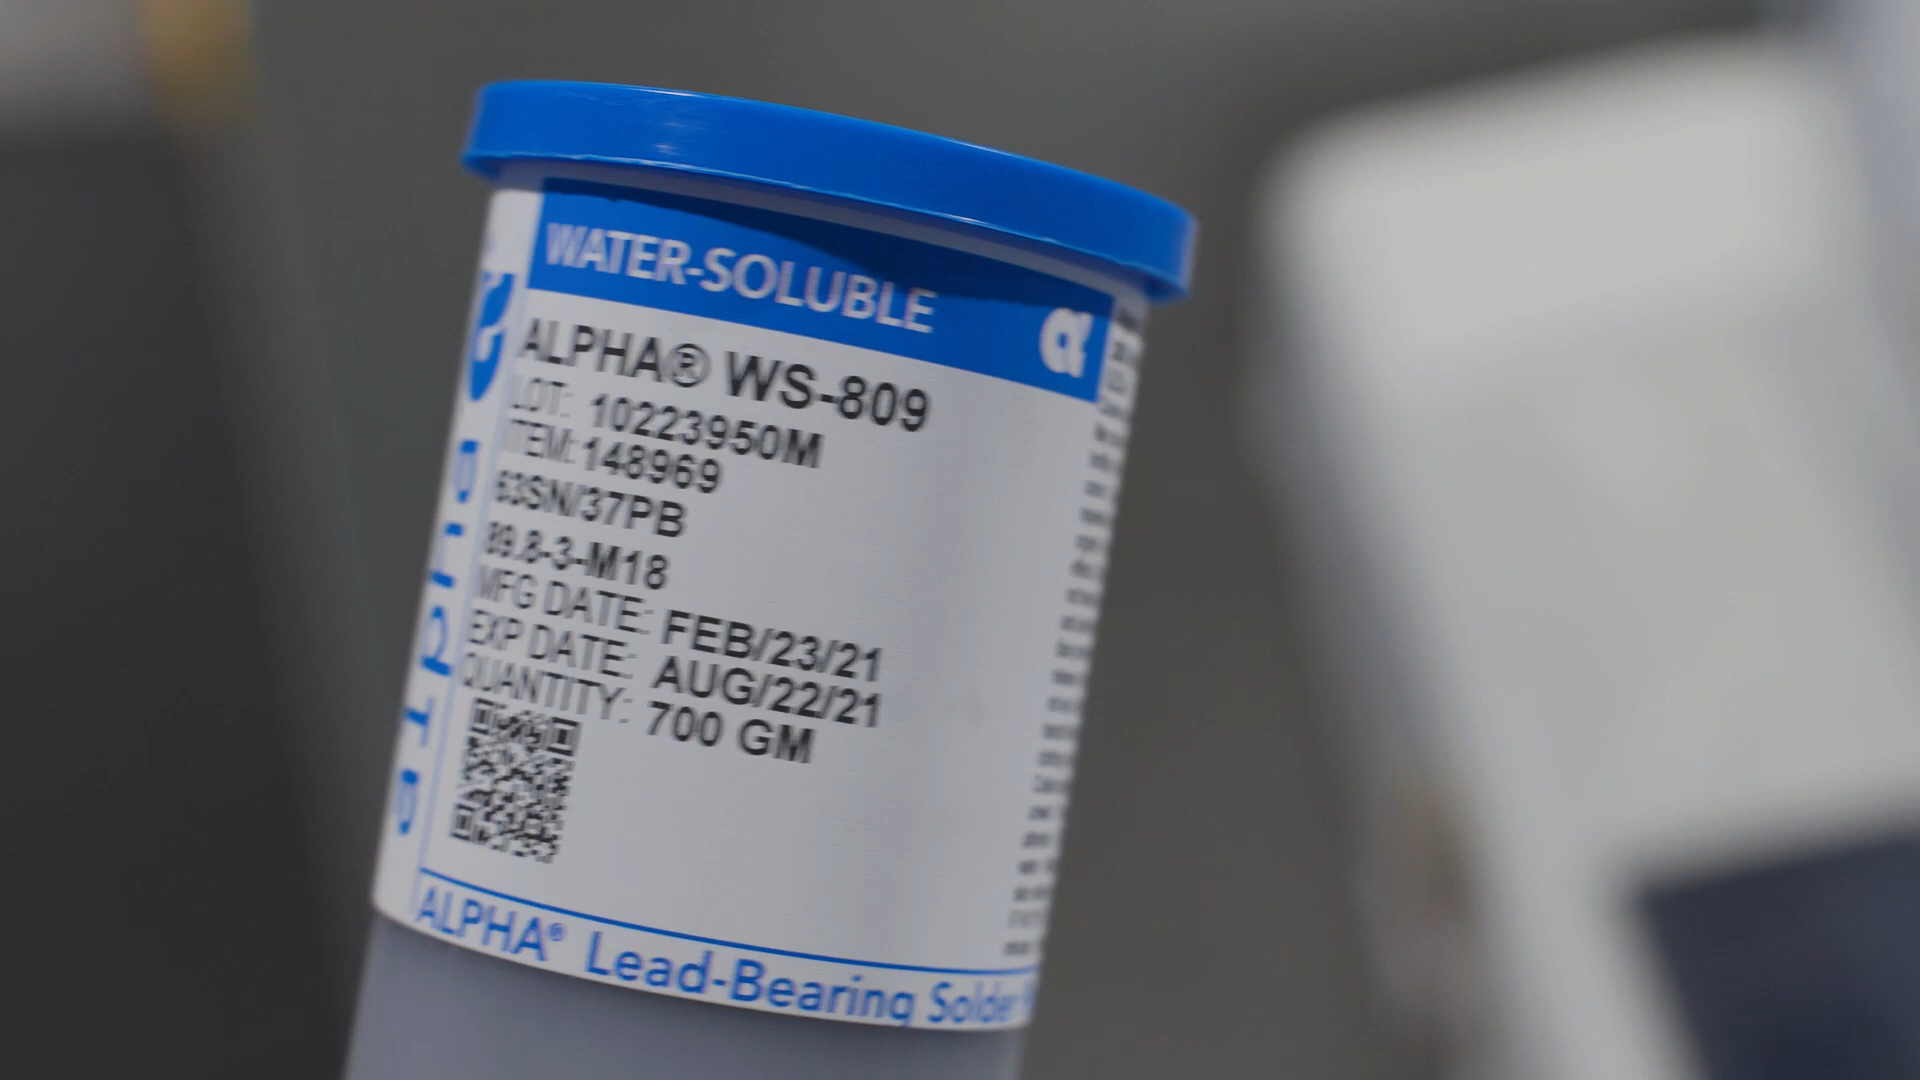 WATER-SOLUBLE
α
ALPHA® WS-809
LOT: 10223950M
ITEM: 148969
63SN/37PB
89.8-3-M18
MFG DATE: FEB/23/21
EXP DATE: AUG/22/21
QUANTITY: 700 GM
ALPHA® Lead-Bearing Solder